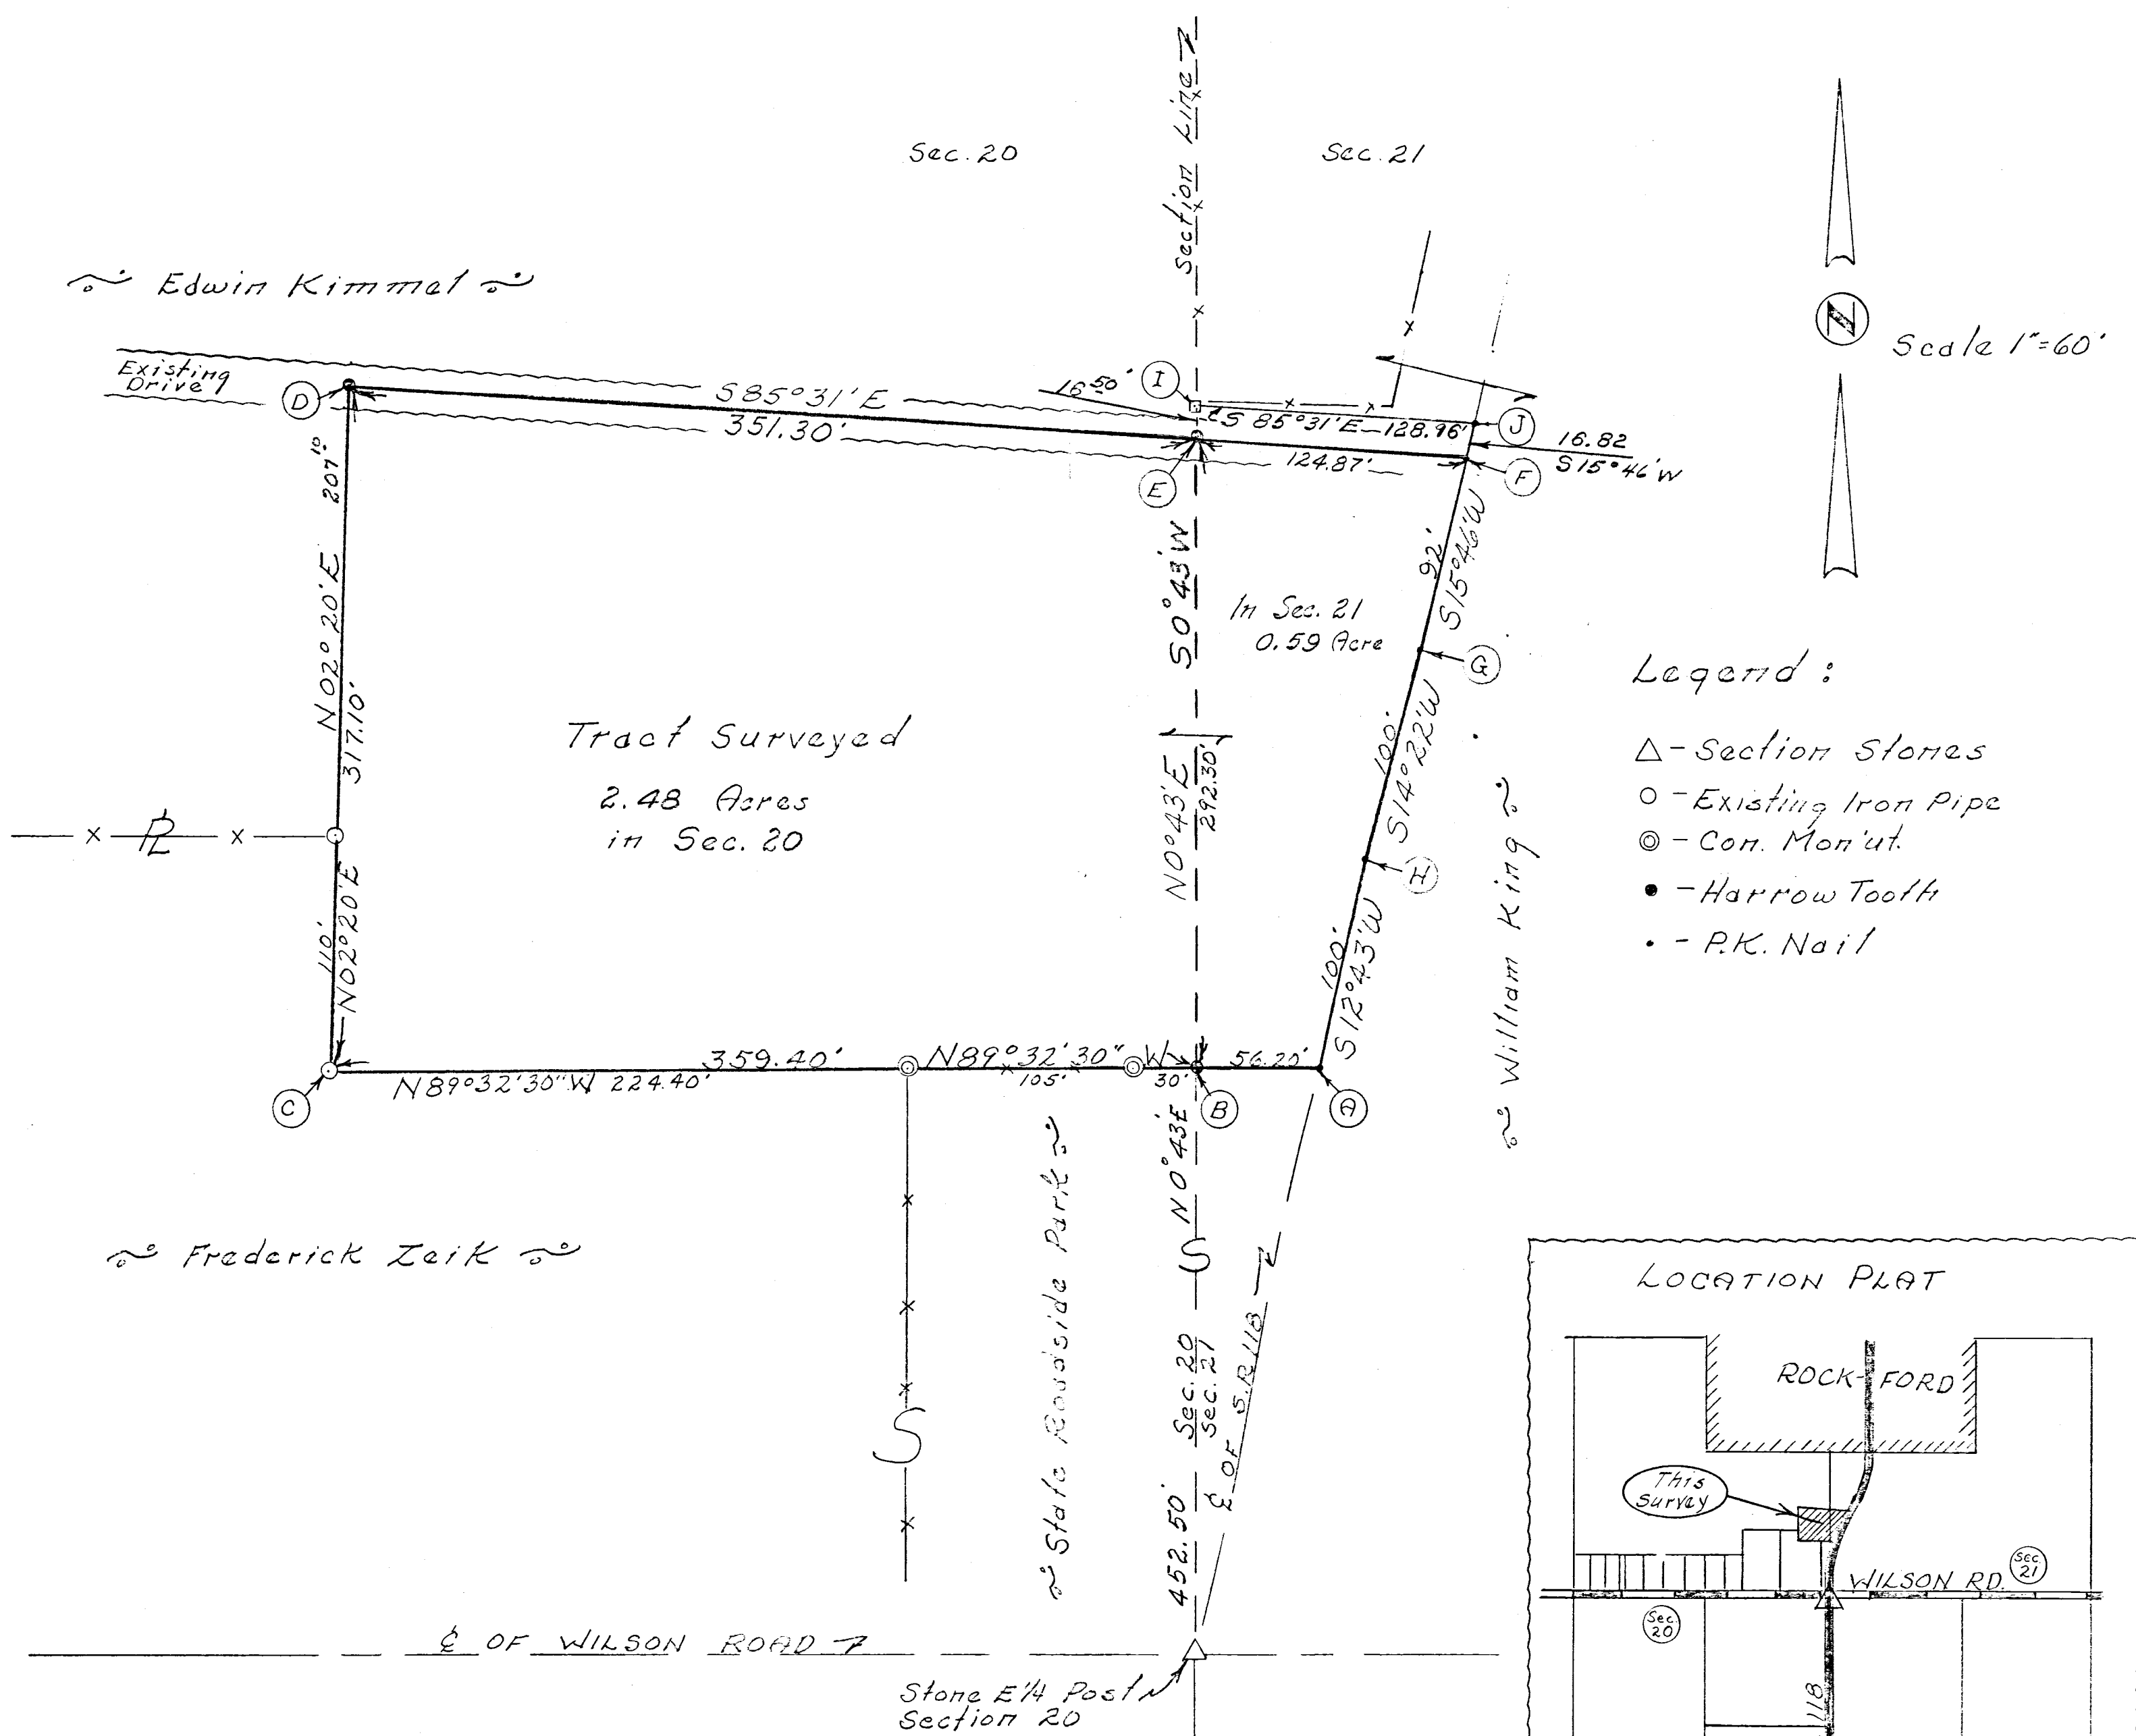 Section Line
Sec. 20
Sec. 21
Edwin Kimmel
N
Scale 1"=60'
Existing
Drive
D
S85°31'E
351.30'
16.50'
I
S 85°31'E 128.96'
J
16.82
S15°46'W
124.87'
E
F
207.10
N02°20'E
317.10'
S0°43'W
N0°43'E
292.30'
92'
S15°46'W
In Sec. 21
0.59 Acre
G
100'
S14°22'W
H
100'
S12°43'W
William King
Tract Surveyed
2.48 Acres
in Sec. 20
PL
110'
N02°20'E
Legend :
△ - Section Stones
○ - Existing Iron Pipe
◎ - Con. Mon'ut.
● - Harrow Tooth
• - P.K. Nail
359.40'
N89°32'30" W
56.20'
N89°32'30" W 224.40'
105'
30'
C
B
A
State Roadside Park
N0°43'E
Frederick Zeik
S
S
Sec. 20
Sec. 21
452.50'
℄ OF S.R. 118
℄ OF WILSON ROAD
Stone E¼ Post
Section 20
LOCATION PLAT
ROCK-FORD
This
Survey
WILSON RD.
SEC
21
Sec
20
118